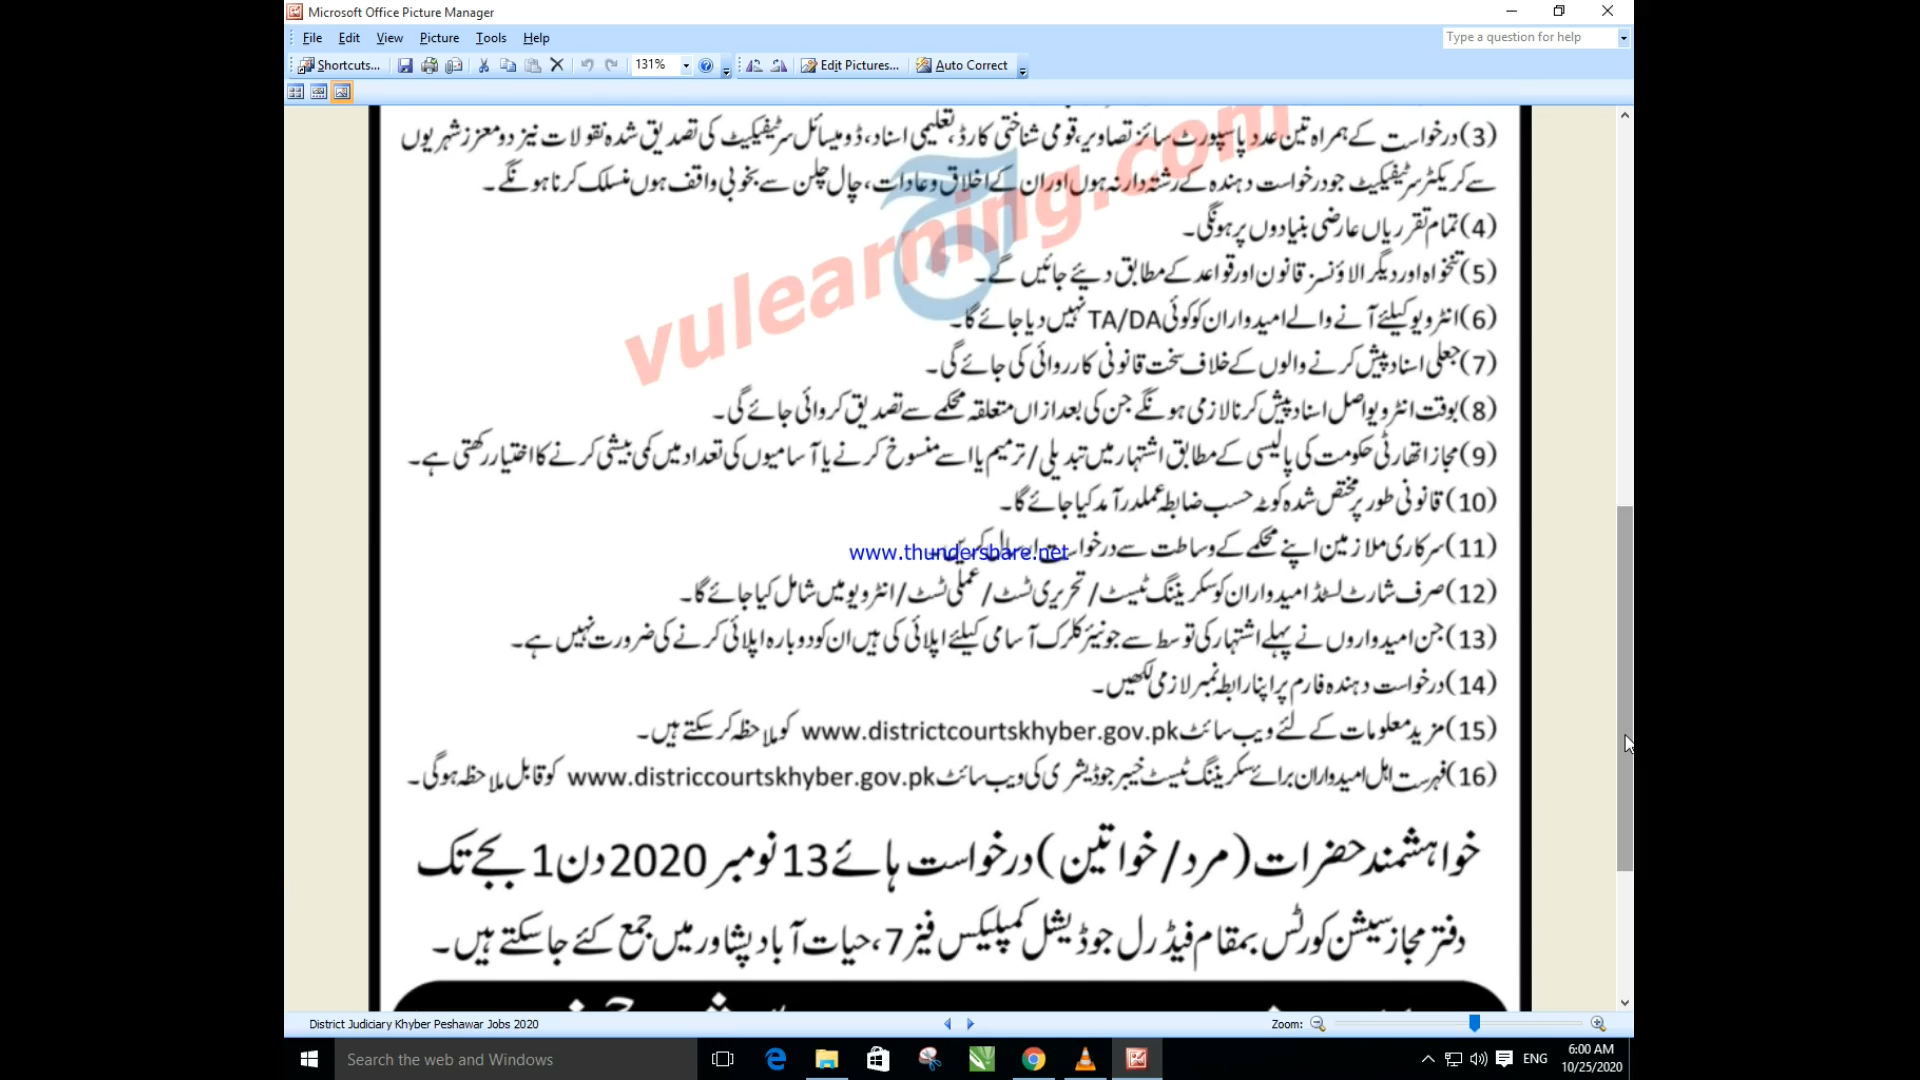 Microsoft Office Picture Manager
File Edit View Picture Tools Help
Type a question for help
Shortcuts... 131% Edit Pictures... Auto Correct
(3) درخواست کے ہمراہ تین عدد پاسپورٹ سائز تصاویر، قومی شناختی کارڈ، تعلیمی اسناد، ڈومیسائل سرٹیفیکیٹ کی تصدیق شدہ نقولات نیز دو معزز شہریوں
سے کریکٹر سرٹیفیکیٹ جو درخواست دہندہ کے رشتہ دار نہ ہوں اور ان کے اخلاق و عادات، چال چلن سے بخوبی واقف ہوں منسلک کرنا ہونگے۔
(4) تمام تقرریاں عارضی بنیادوں پر ہونگی۔
(5) تنخواہ اور دیگر الاؤنسز قانون اور قواعد کے مطابق دیئے جائیں گے۔
(6) انٹرویو کیلئے آنے والے امیدواران کو کوئی TA/DA نہیں دیا جائے گا۔
(7) جعلی اسناد پیش کرنے والوں کے خلاف سخت قانونی کارروائی کی جائے گی۔
(8) بوقت انٹرویو اصل اسناد پیش کرنا لازمی ہونگے جن کی بعد ازاں متعلقہ محکمے سے تصدیق کروائی جائے گی۔
(9) مجاز اتھارٹی حکومت کی پالیسی کے مطابق اشتہار میں تبدیلی/ترمیم یا اسے منسوخ کرنے یا آسامیوں کی تعداد میں کمی بیشی کرنے کا اختیار رکھتی ہے۔
(10) قانونی طور پر مختص شدہ کوٹہ حسب ضابطہ عملدرآمد کیا جائے گا۔
(11) سرکاری ملازمین اپنے محکمے کے وساطت سے درخواست ارسال کریں۔
www.thundershare.net
(12) صرف شارٹ لسٹڈ امیدواران کو سکریننگ ٹیسٹ/تحریری ٹسٹ/عملی ٹسٹ/انٹرویو میں شامل کیا جائے گا۔
(13) جن امیدواروں نے پہلے اشتہار کی توسط سے جونیئر کلرک آسامی کیلئے اپلائی کی ہیں ان کو دوبارہ اپلائی کرنے کی ضرورت نہیں ہے۔
(14) درخواست دہندہ فارم پر اپنا رابطہ نمبر لازمی لکھیں۔
(15) مزید معلومات کے لئے ویب سائٹ www.districtcourtskhyber.gov.pk کو ملاحظہ کر سکتے ہیں۔
(16) فہرست اہل امیدواران برائے سکریننگ ٹیسٹ خیبر جوڈیشری کی ویب سائٹ www.districcourtskhyber.gov.pk کو قابل ملاحظہ ہوگی۔
vulearning.com
خواہشمند حضرات (مرد/خواتین) درخواست ہائے 13 نومبر 2020 دن 1 بجے تک
دفتر مجاز سیشن کورٹس بمقام فیڈرل جوڈیشل کمپلیکس فیز 7، حیات آباد پشاور میں جمع کئے جا سکتے ہیں۔
District Judiciary Khyber Peshawar Jobs 2020
Zoom:
Search the web and Windows
ENG
6:00 AM
10/25/2020